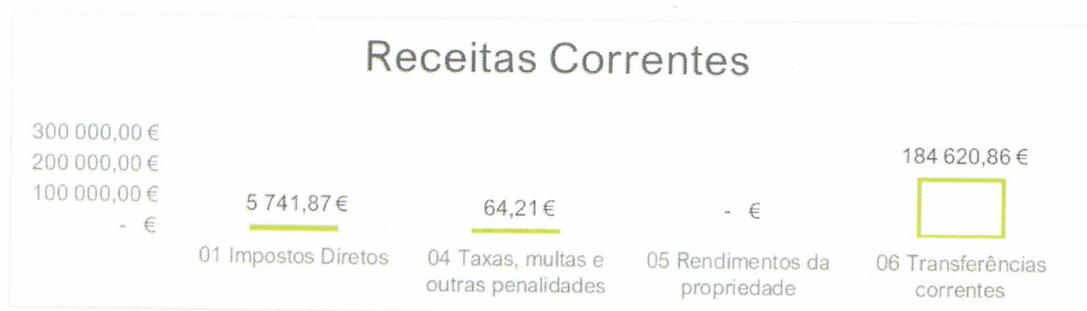 Receitas Correntes
300 000,00 €
200 000,00 €
100 000,00 €
- €
5 741,87 €
64,21 €
- €
184 620,86 €
01 Impostos Diretos
04 Taxas, multas e
outras penalidades
05 Rendimentos da
propriedade
06 Transferências
correntes